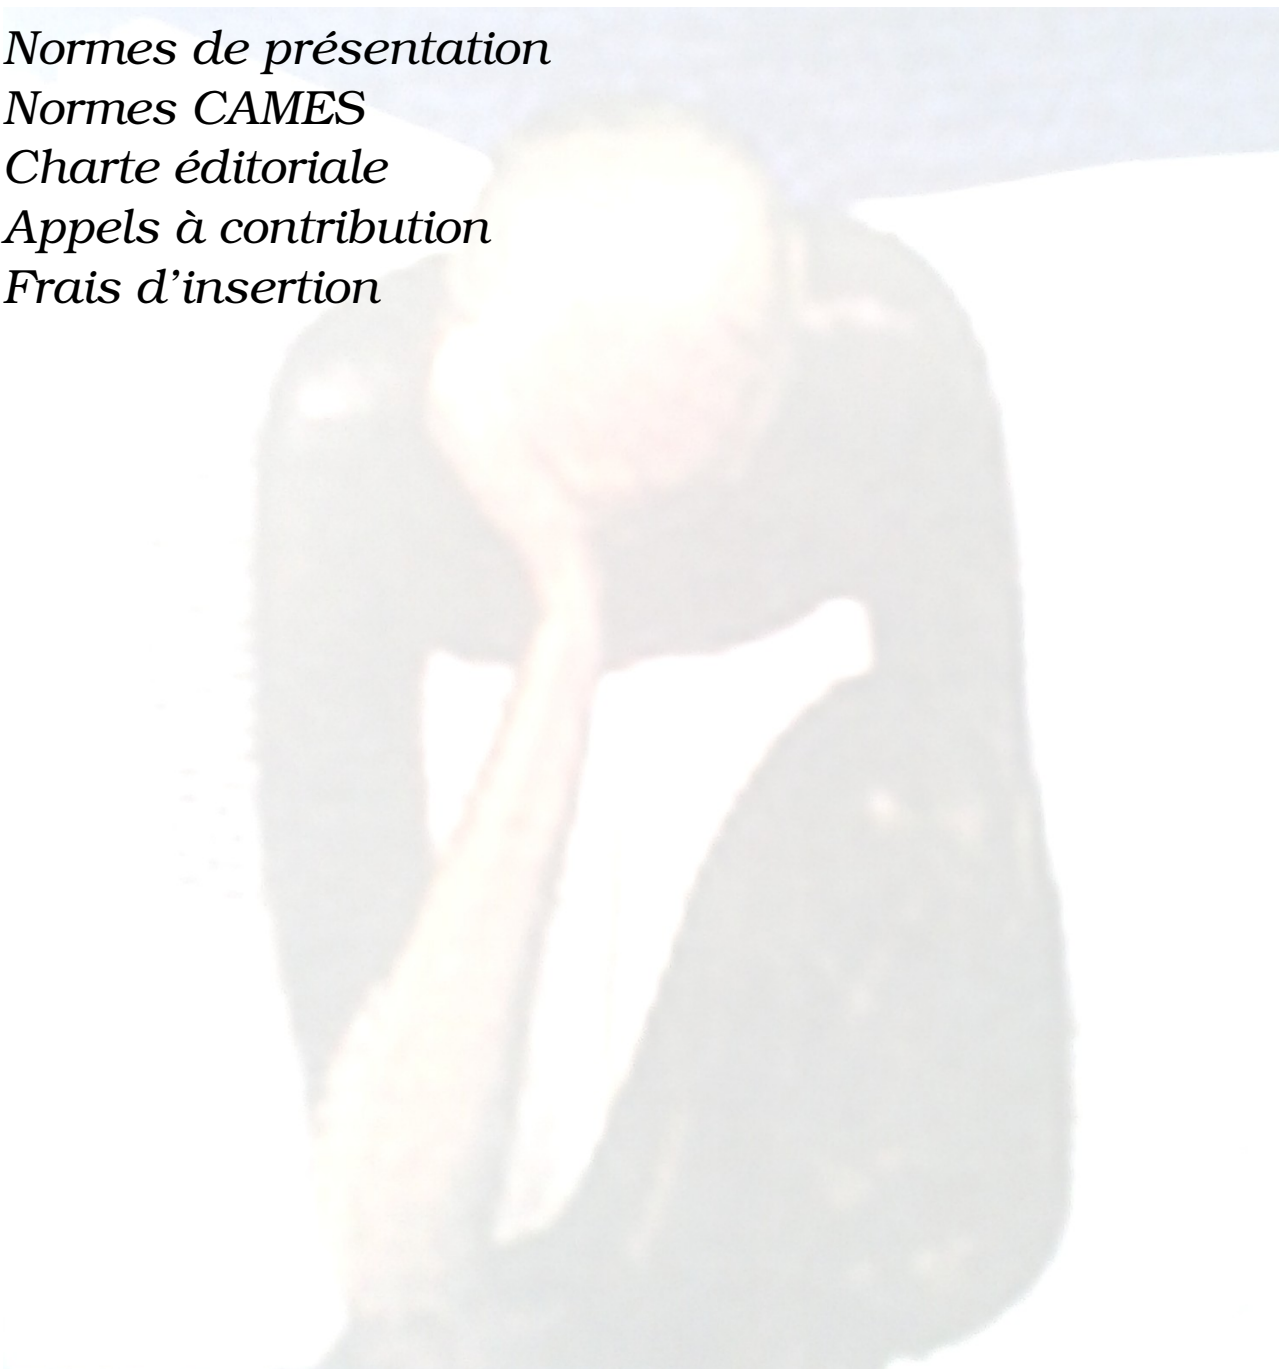 Normes de présentation
Normes CAMES
Charte éditoriale
Appels à contribution
Frais d’insertion